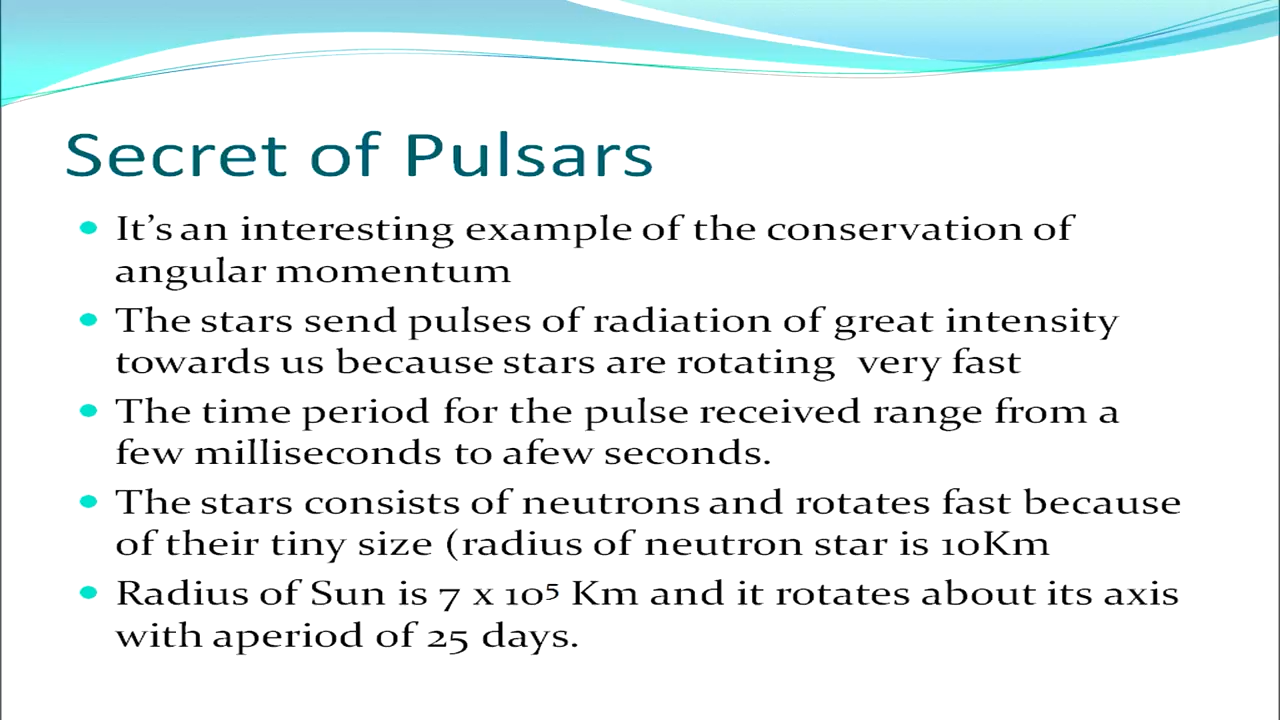 Secret of Pulsars
• It’s an interesting example of the conservation of
angular momentum
• The stars send pulses of radiation of great intensity
towards us because stars are rotating  very fast
• The time period for the pulse received range from a
few milliseconds to afew seconds.
• The stars consists of neutrons and rotates fast because
of their tiny size (radius of neutron star is 10Km
• Radius of Sun is 7 x 10⁵ Km and it rotates about its axis
with aperiod of 25 days.